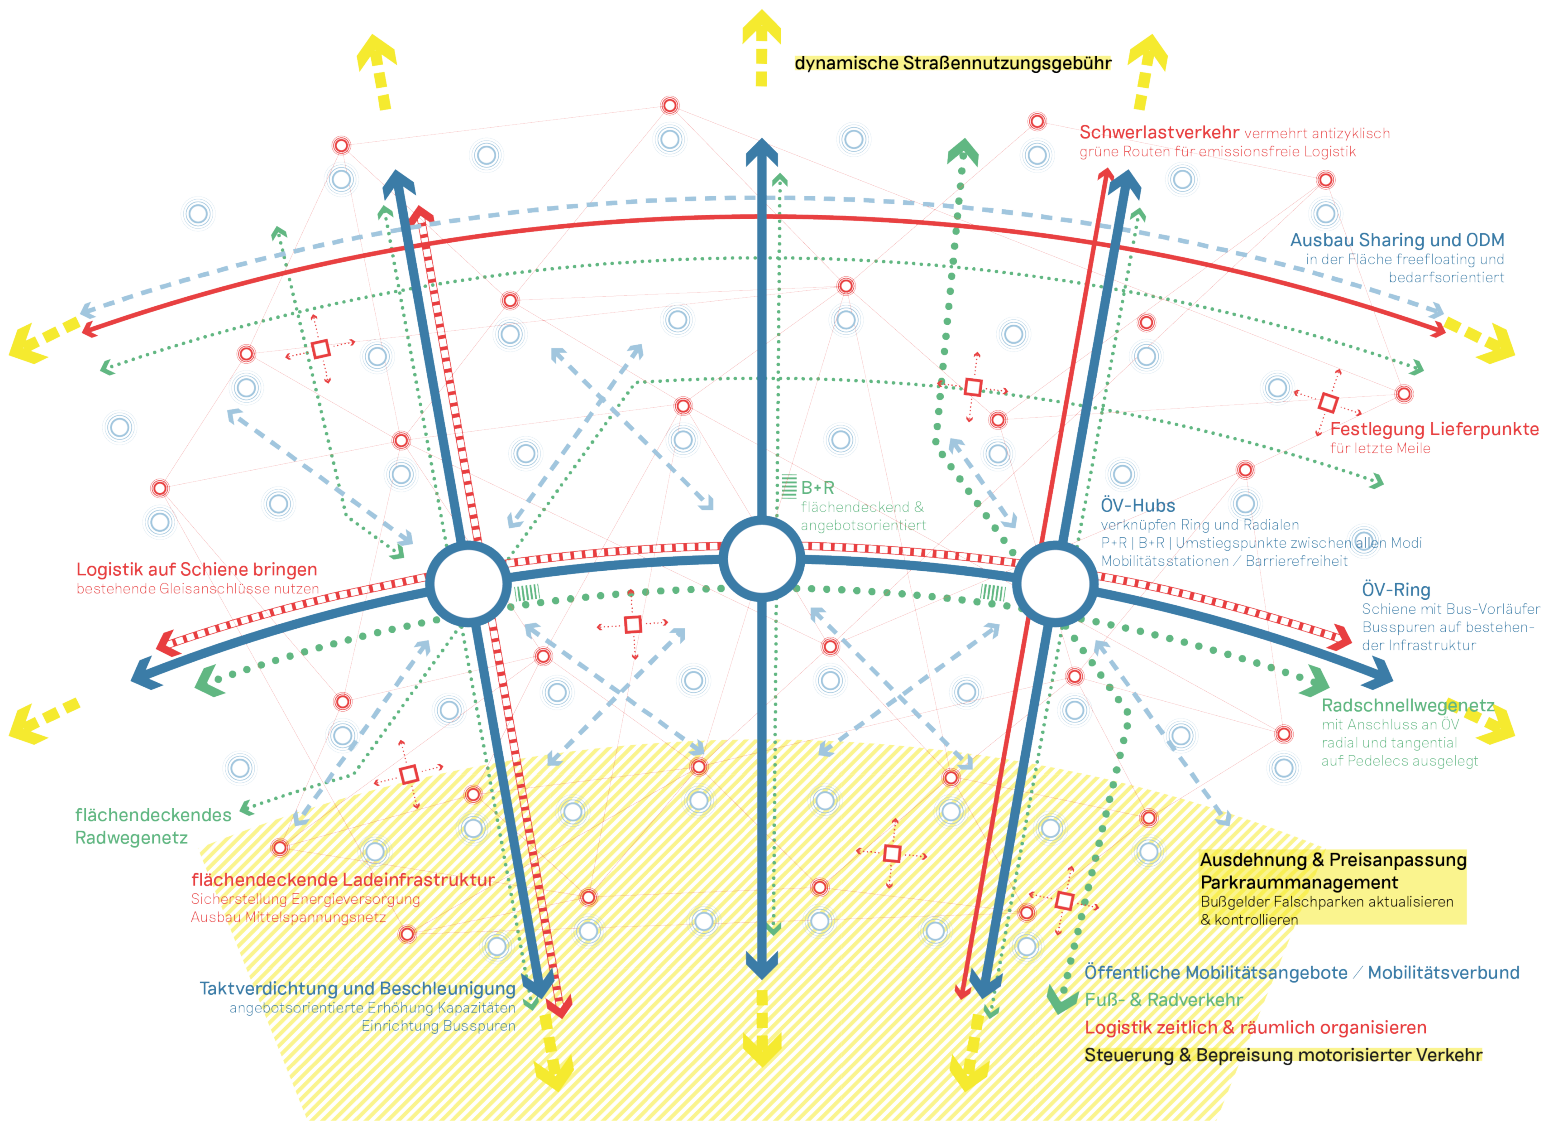 dynamische Straßennutzungsgebühr
Schwerlastverkehr vermehrt antizyklisch
grüne Routen für emissionsfreie Logistik
Ausbau Sharing und ODM
in der Fläche freefloating und
bedarfsorientiert
Festlegung Lieferpunkte
für letzte Meile
B+R
flächendeckend &
angebotsorientiert
ÖV-Hubs
verknüpfen Ring und Radialen
P+R | B+R | Umstiegspunkte zwischen allen Modi
Mobilitätsstationen / Barrierefreiheit
Logistik auf Schiene bringen
bestehende Gleisanschlüsse nutzen
ÖV-Ring
Schiene mit Bus-Vorläufer
Busspuren auf bestehen-
der Infrastruktur
Radschnellwegenetz
mit Anschluss an ÖV
radial und tangential
auf Pedelecs ausgelegt
flächendeckendes
Radwegenetz
flächendeckende Ladeinfrastruktur
Sicherstellung Energieversorgung
Ausbau Mittelspannungsnetz
Ausdehnung & Preisanpassung
Parkraummanagement
Bußgelder Falschparken aktualisieren
& kontrollieren
Taktverdichtung und Beschleunigung
angebotsorientierte Erhöhung Kapazitäten
Einrichtung Busspuren
Öffentliche Mobilitätsangebote / Mobilitätsverbund
Fuß- & Radverkehr
Logistik zeitlich & räumlich organisieren
Steuerung & Bepreisung motorisierter Verkehr